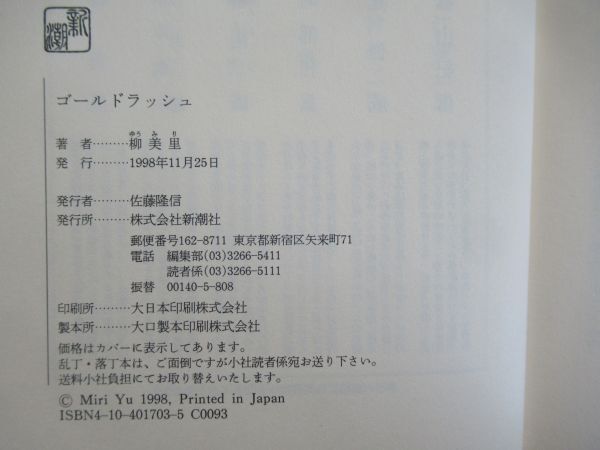 新潮
ゴールドラッシュ
著　者………柳美里
ゆう　み　り
発　行………1998年11月25日
発行者………佐藤隆信
発行所………株式会社新潮社
郵便番号162-8711 東京都新宿区矢来町71
電話　編集部(03)3266-5411
読者係(03)3266-5111
振替　00140-5-808
印刷所………大日本印刷株式会社
製本所………大口製本印刷株式会社
価格はカバーに表示してあります。
乱丁・落丁本は、ご面倒ですが小社読者係宛お送り下さい。
送料小社負担にてお取り替えいたします。
© Miri Yu 1998, Printed in Japan
ISBN4-10-401703-5 C0093